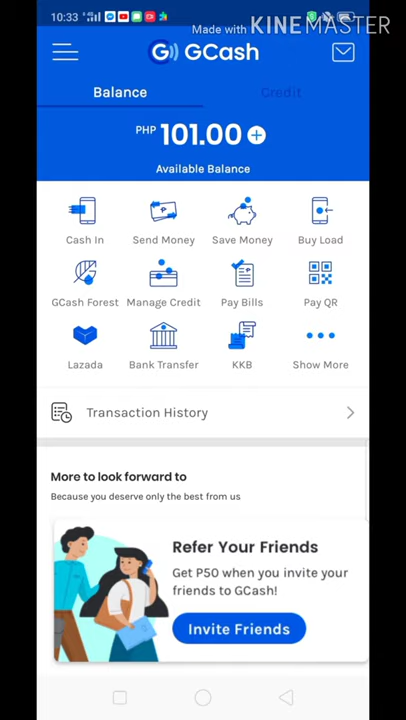 10:33
Made with KINEMASTER
GCash
Balance
Credit
PHP 101.00
Available Balance
Cash In
Send Money
Save Money
Buy Load
GCash Forest
Manage Credit
Pay Bills
Pay QR
Lazada
Bank Transfer
KKB
Show More
Transaction History
More to look forward to
Because you deserve only the best from us
Refer Your Friends
Get P50 when you invite your
friends to GCash!
Invite Friends